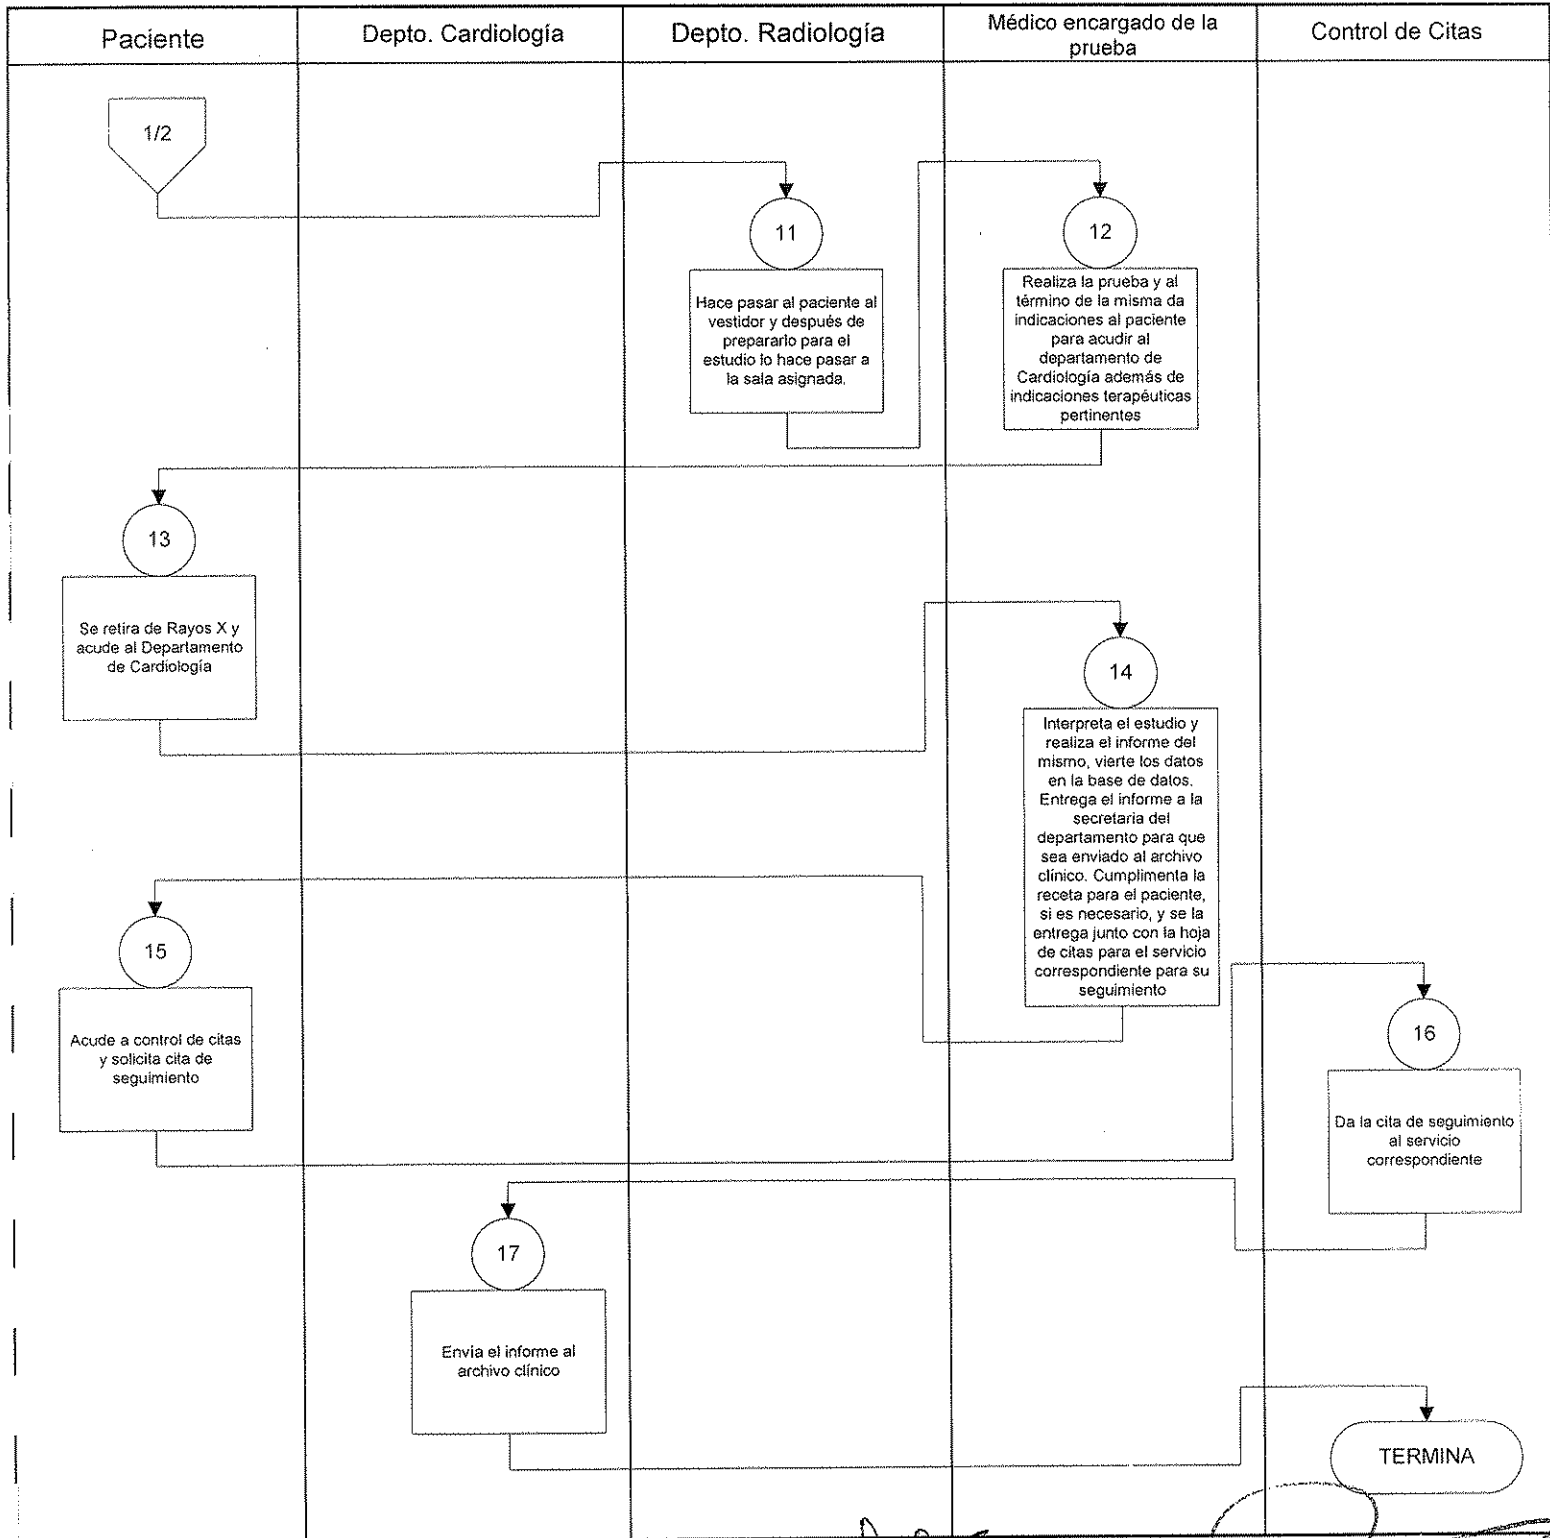 Paciente
Depto. Cardiología
Depto. Radiología
Médico encargado de la
prueba
Control de Citas
1/2
11
Hace pasar al paciente al
vestidor y después de
prepararlo para el
estudio lo hace pasar a
la sala asignada.
12
Realiza la prueba y al
término de la misma da
indicaciones al paciente
para acudir al
departamento de
Cardiología además de
indicaciones terapéuticas
pertinentes
13
Se retira de Rayos X y
acude al Departamento
de Cardiología
14
Interpreta el estudio y
realiza el informe del
mismo, vierte los datos
en la base de datos.
Entrega el informe a la
secretaria del
departamento para que
sea enviado al archivo
clínico. Cumplimenta la
receta para el paciente,
si es necesario, y se la
entrega junto con la hoja
de citas para el servicio
correspondiente para su
seguimiento
15
Acude a control de citas
y solicita cita de
seguimiento
16
Da la cita de seguimiento
al servicio
correspondiente
17
Envia el informe al
archivo clínico
TERMINA